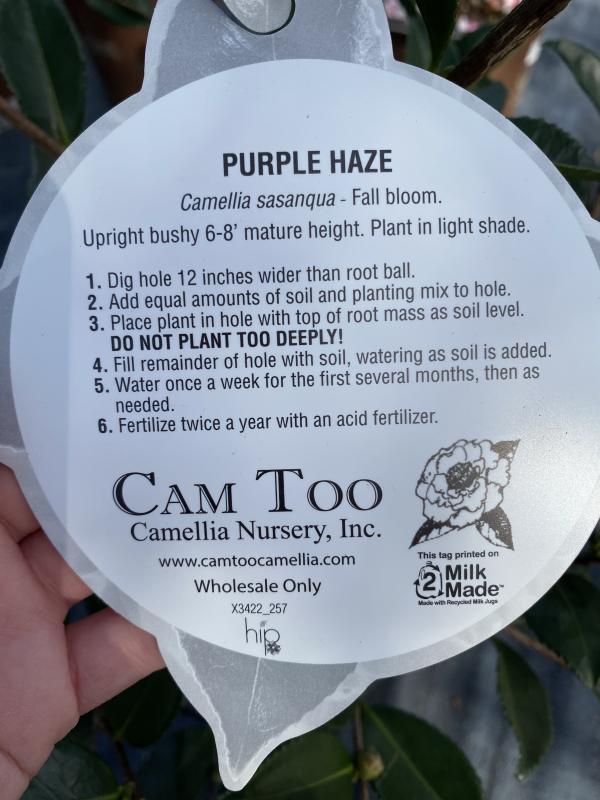 PURPLE HAZE
Camellia sasanqua - Fall bloom.
Upright bushy 6-8' mature height. Plant in light shade.
1. Dig hole 12 inches wider than root ball.
2. Add equal amounts of soil and planting mix to hole.
3. Place plant in hole with top of root mass as soil level.
DO NOT PLANT TOO DEEPLY!
4. Fill remainder of hole with soil, watering as soil is added.
5. Water once a week for the first several months, then as
needed.
6. Fertilize twice a year with an acid fertilizer.
CAM TOO
Camellia Nursery, Inc.
www.camtoocamellia.com
Wholesale Only
X3422_257
hip
This tag printed on
2 Milk
Made™
Made with Recycled Milk Jugs